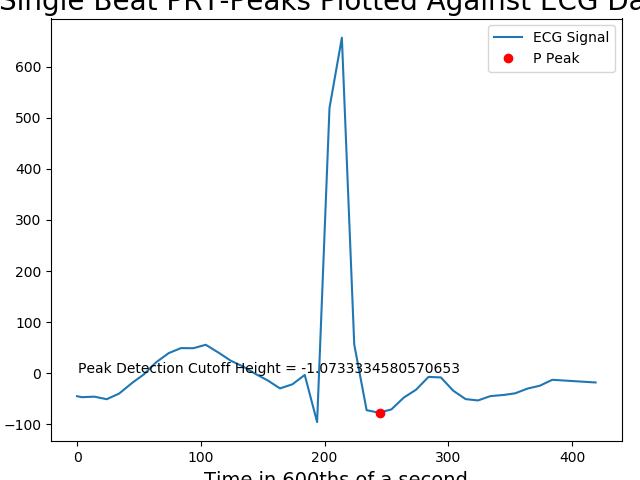 Single Beat PRT-Peaks Plotted Against ECG Da
ECG Signal
P Peak
600
500
400
300
200
100
0
−100
Peak Detection Cutoff Height = -1.0733334580570653
0 100 200 300 400
Time in 600ths of a second